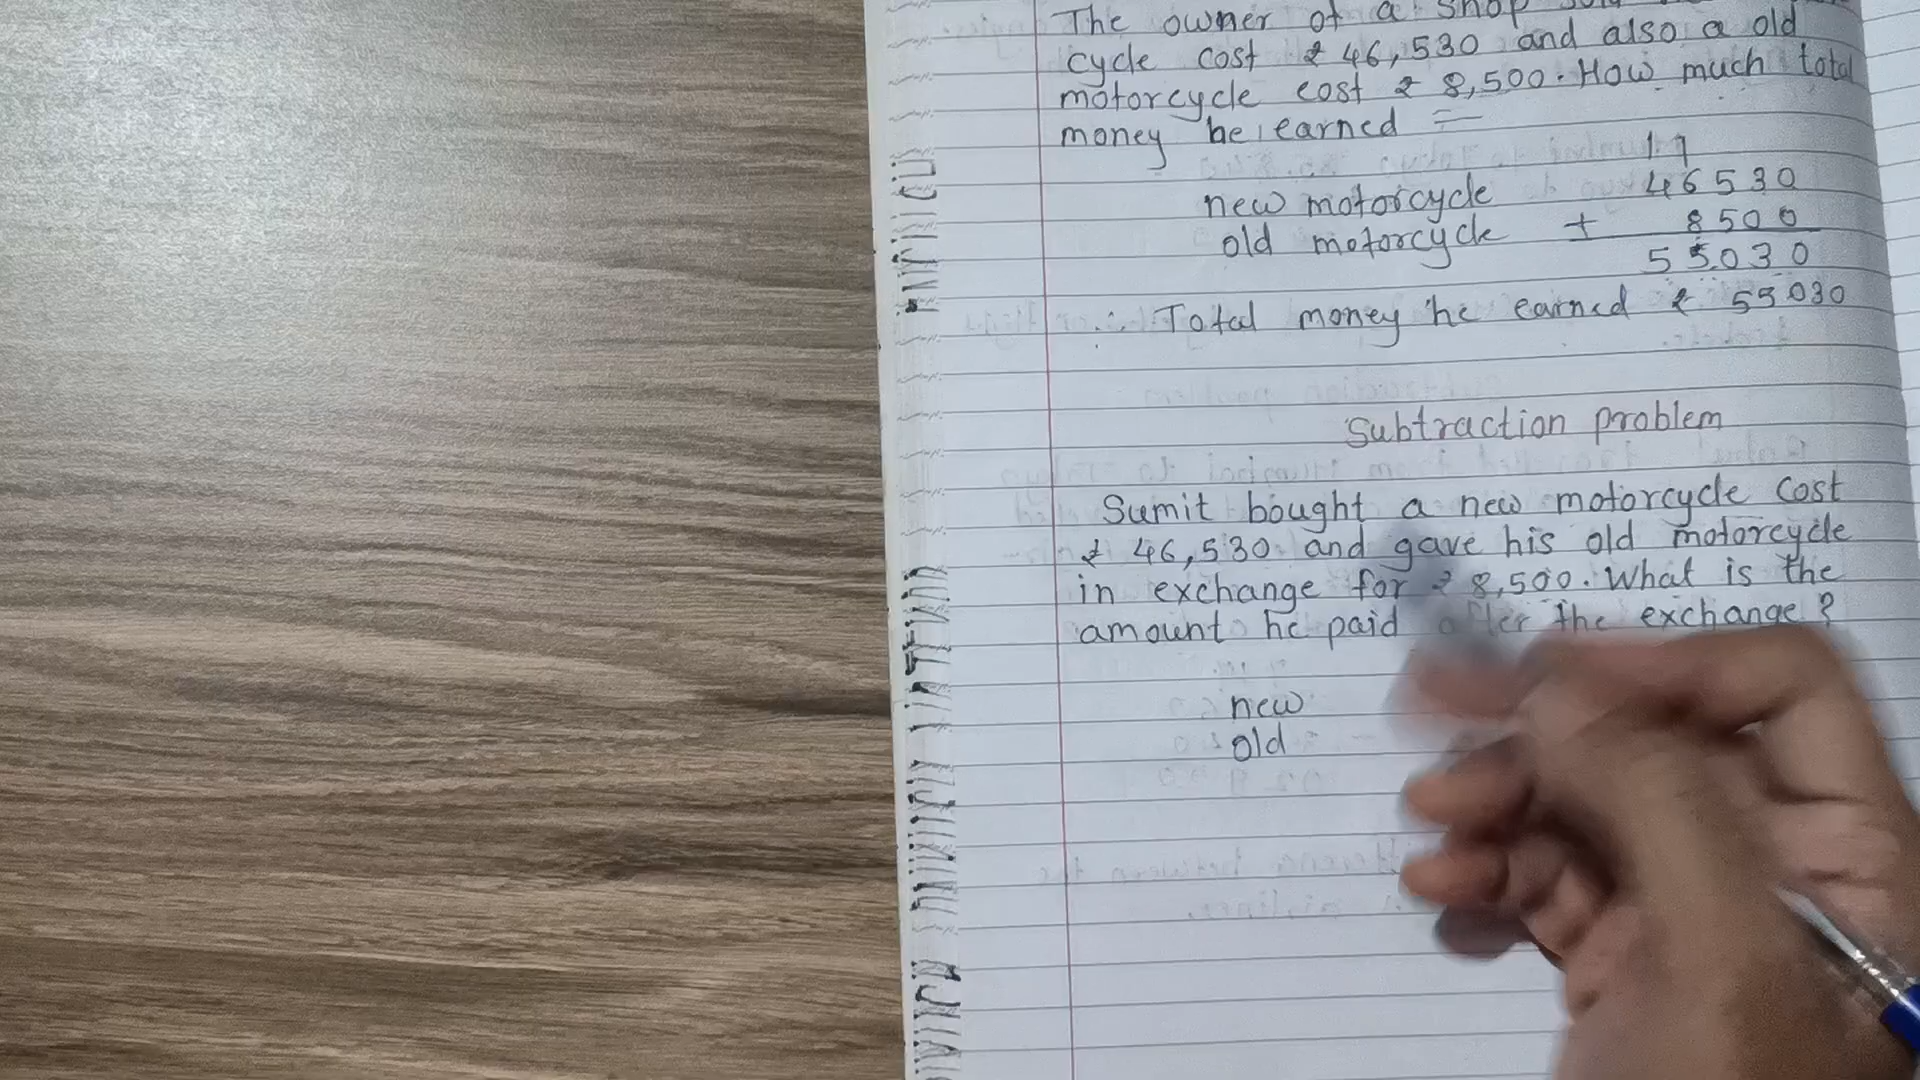 The owner of a shop
cycle cost ₹ 46,530 and also a old
motorcycle cost ₹ 8,500. How much total
money he earned =
1 1
new motorcycle 46530
old motorcycle + 8500
55030
∴ Total money he earned ₹ 55030
Subtraction problem
Sumit bought a new motorcycle cost
₹ 46,530 and gave his old motorcycle
in exchange for ₹ 8,500. What is the
amount he paid after the exchange?
new
old